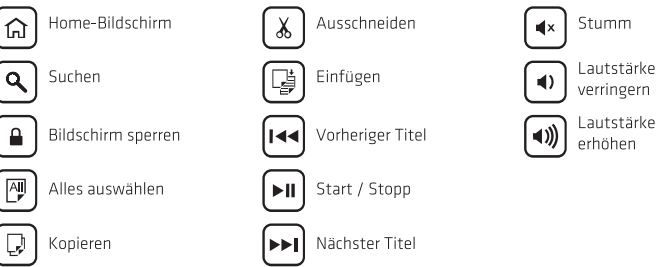 Home-Bildschirm
Suchen
Bildschirm sperren
All
Alles auswählen
Kopieren
Ausschneiden
Einfügen
Vorheriger Titel
Start / Stopp
Nächster Titel
Stumm
Lautstärke
verringern
Lautstärke
erhöhen